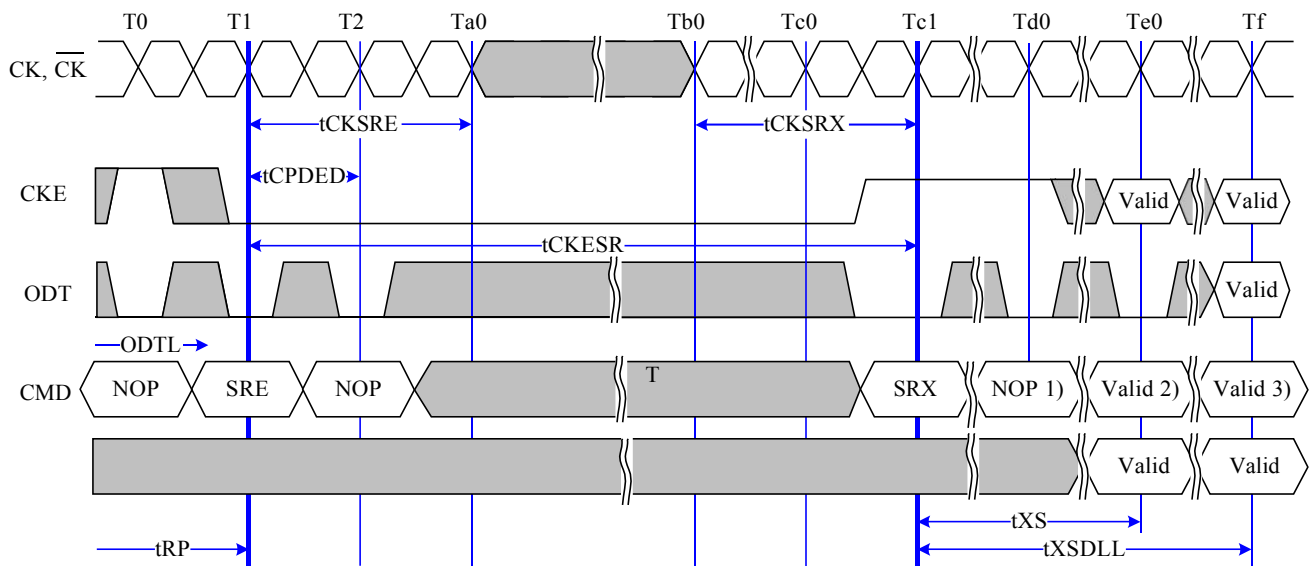 T0 T1 T2 Ta0 Tb0 Tc0 Tc1 Td0 Te0 Tf
CK, CK
tCKSRE tCKSRX
tCPDED
CKE Valid Valid
tCKESR
ODT Valid
ODTL
T
CMD NOP SRE NOP SRX NOP 1) Valid 2) Valid 3)
Valid Valid
tXS
tRP tXSDLL